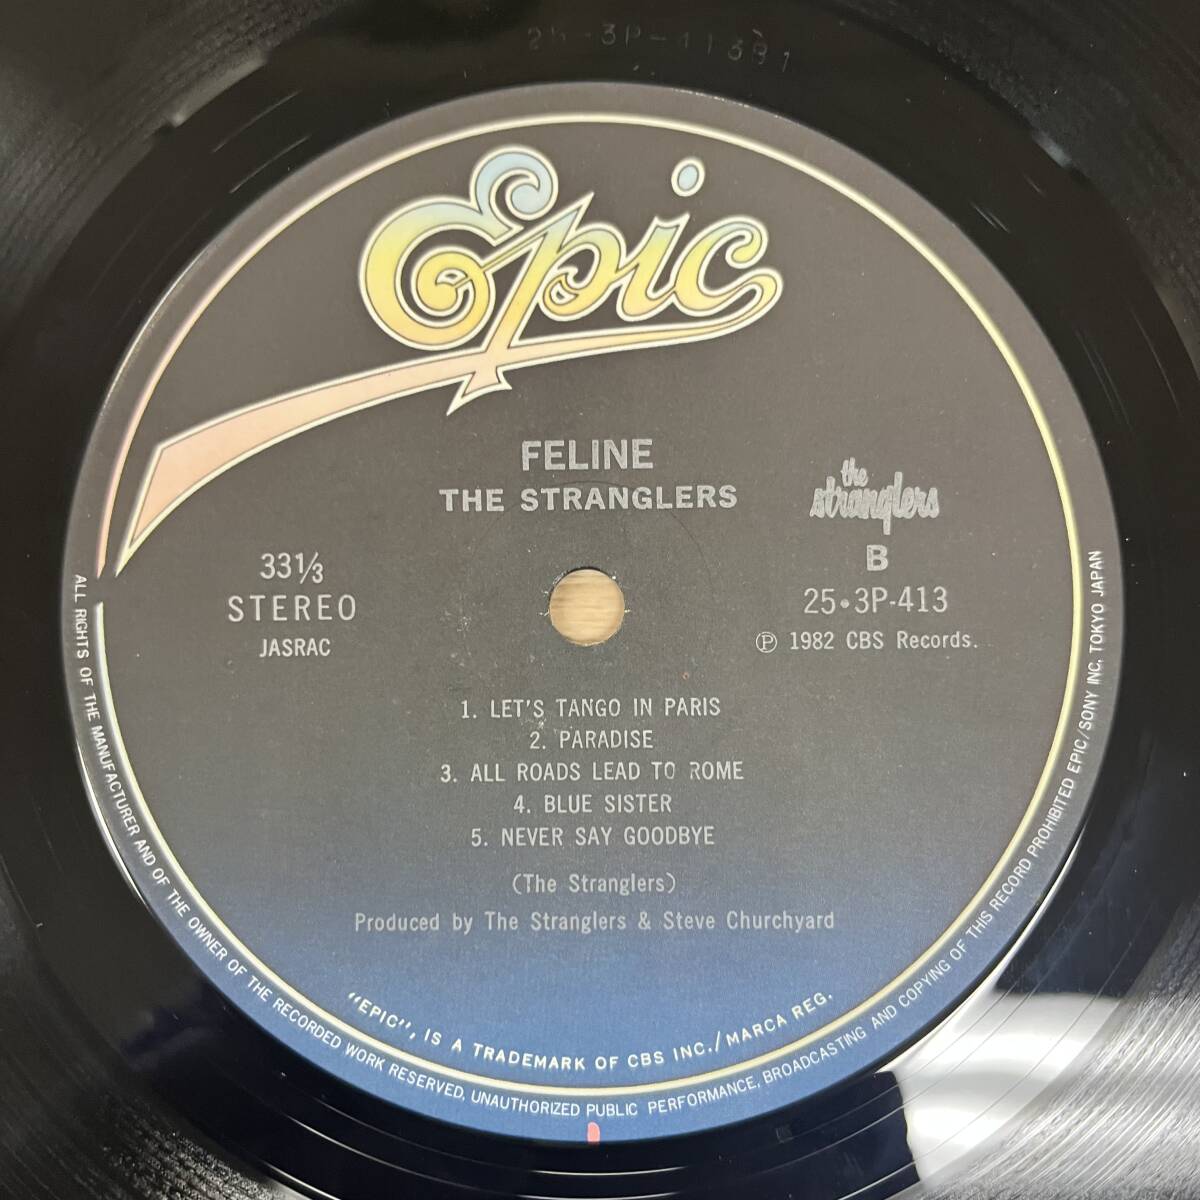 Epic
FELINE
THE STRANGLERS
the
stranglers
B
33⅓
STEREO
JASRAC
25・3P-413
Ⓟ 1982 CBS Records.
1. LET'S TANGO IN PARIS
2. PARADISE
3. ALL ROADS LEAD TO ROME
4. BLUE SISTER
5. NEVER SAY GOODBYE
(The Stranglers)
Produced by The Stranglers & Steve Churchyard
"EPIC", IS A TRADEMARK OF CBS INC./MARCA REG.
ALL RIGHTS OF THE MANUFACTURER AND OF THE OWNER OF THE RECORDED WORK RESERVED, UNAUTHORIZED PUBLIC PERFORMANCE, BROADCASTING AND COPYING OF THIS RECORD PROHIBITED EPIC/SONY INC, TOKYO JAPAN